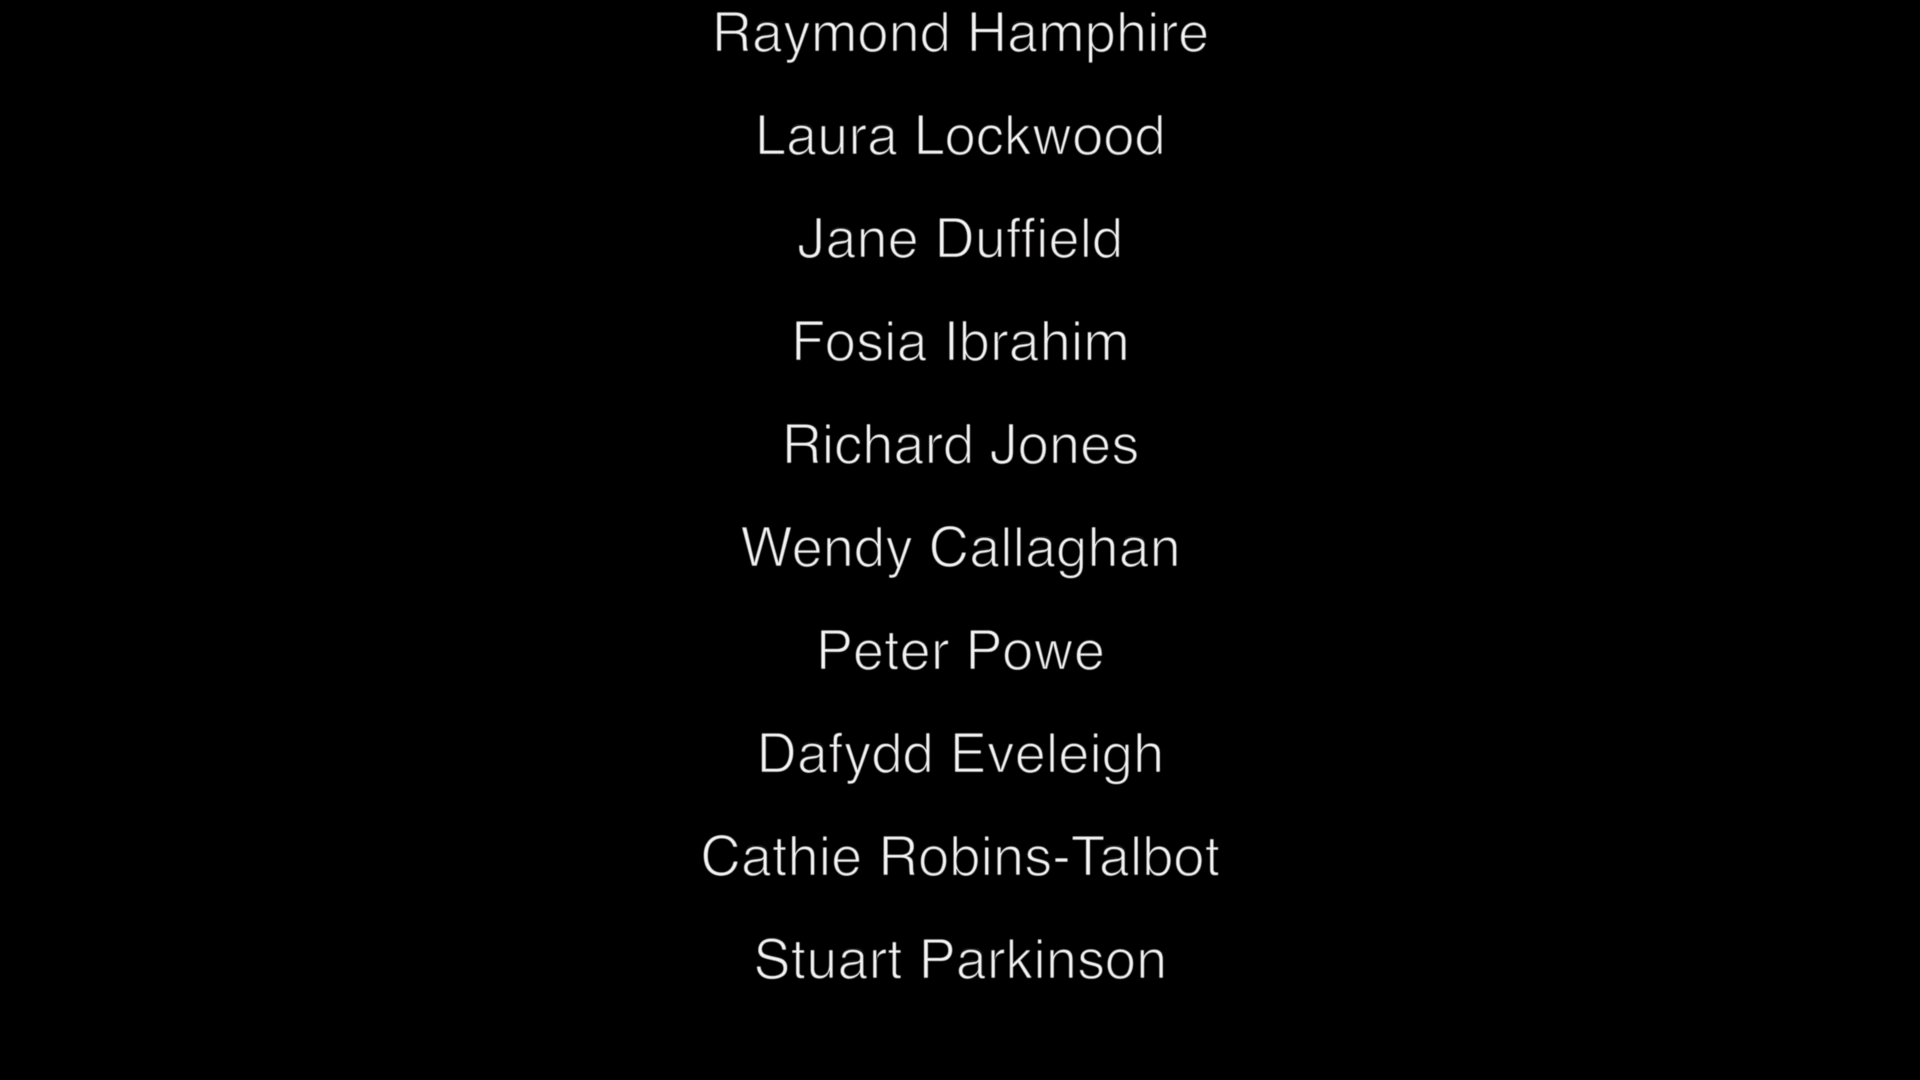 Raymond Hamphire
Laura Lockwood
Jane Duffield
Fosia Ibrahim
Richard Jones
Wendy Callaghan
Peter Powe
Dafydd Eveleigh
Cathie Robins-Talbot
Stuart Parkinson